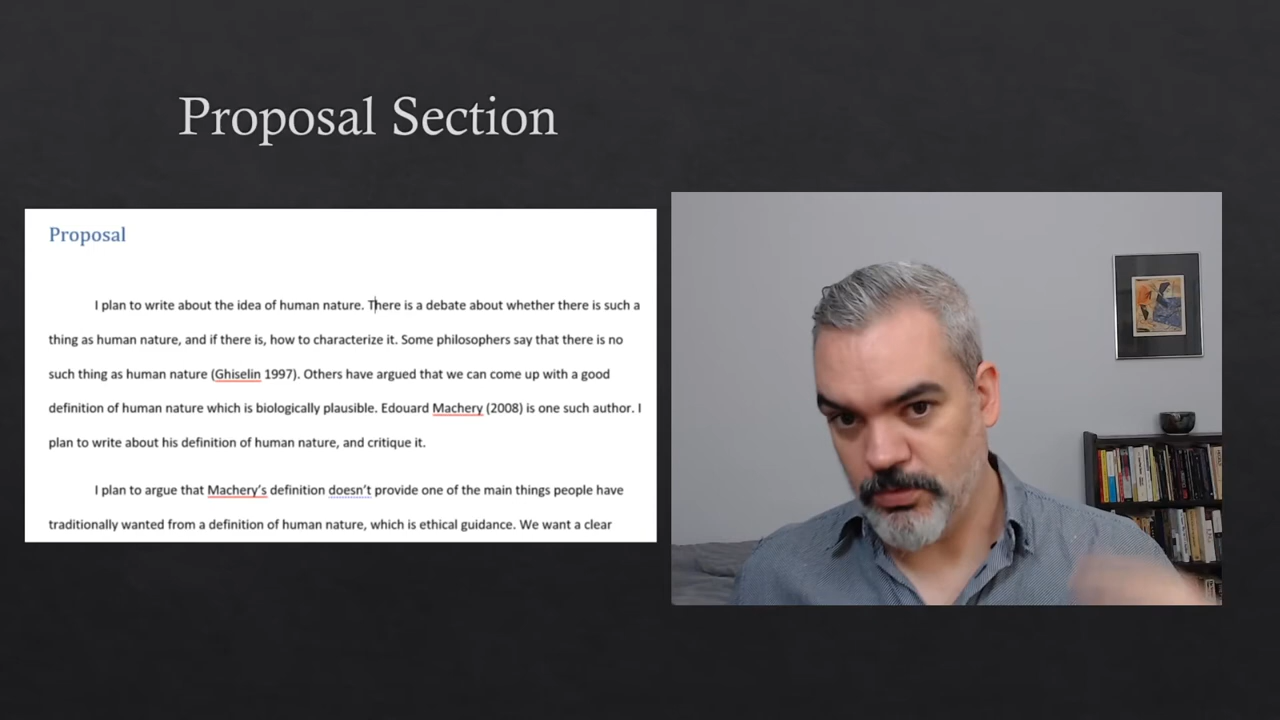 Proposal Section
Proposal
I plan to write about the idea of human nature. There is a debate about whether there is such a
thing as human nature, and if there is, how to characterize it. Some philosophers say that there is no
such thing as human nature (Ghiselin 1997). Others have argued that we can come up with a good
definition of human nature which is biologically plausible. Edouard Machery (2008) is one such author. I
plan to write about his definition of human nature, and critique it.
I plan to argue that Machery's definition doesn't provide one of the main things people have
traditionally wanted from a definition of human nature, which is ethical guidance. We want a clear